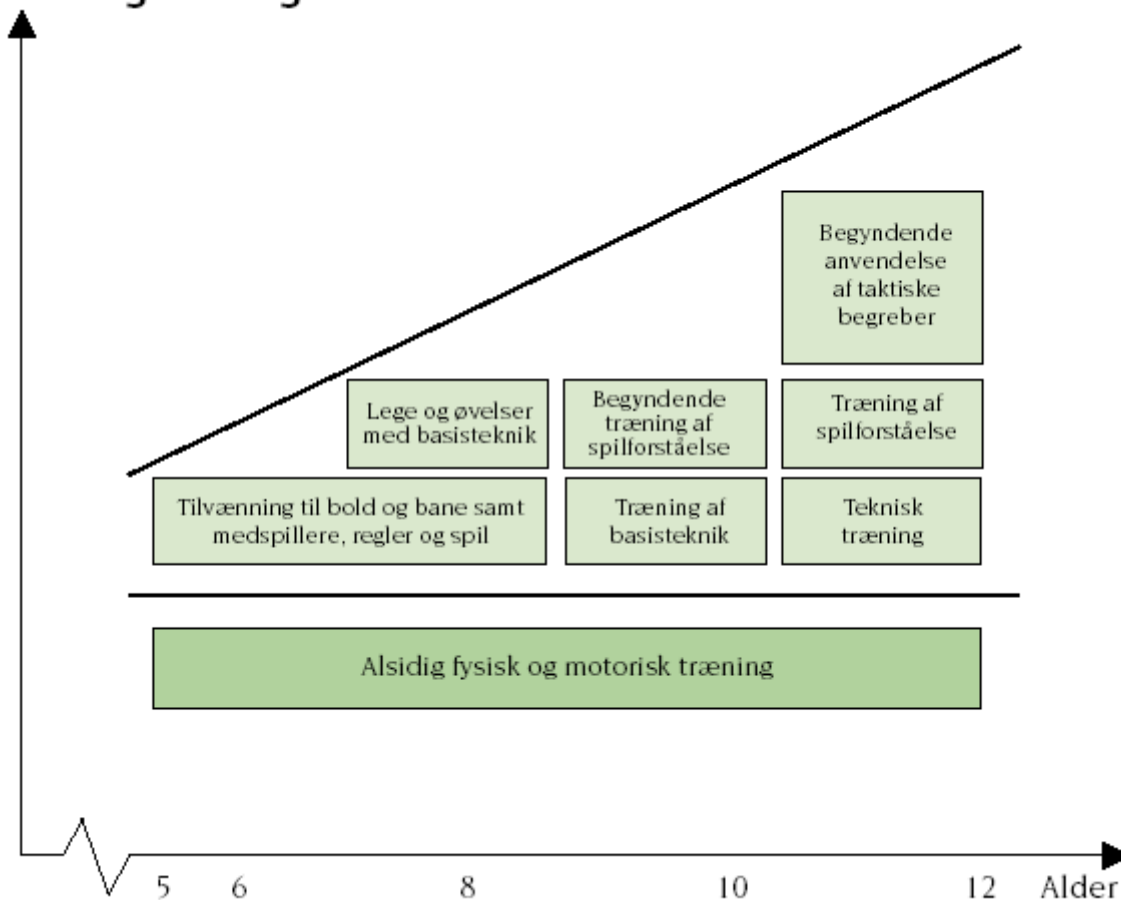 Begyndende
anvendelse
af taktiske
begreber
Lege og øvelser
med basisteknik
Begyndende
træning af
spilforståelse
Træning af
spilforståelse
Tilvænning til bold og bane samt
medspillere, regler og spil
Træning af
basisteknik
Teknisk
træning
Alsidig fysisk og motorisk træning
5 6 8 10 12 Alder